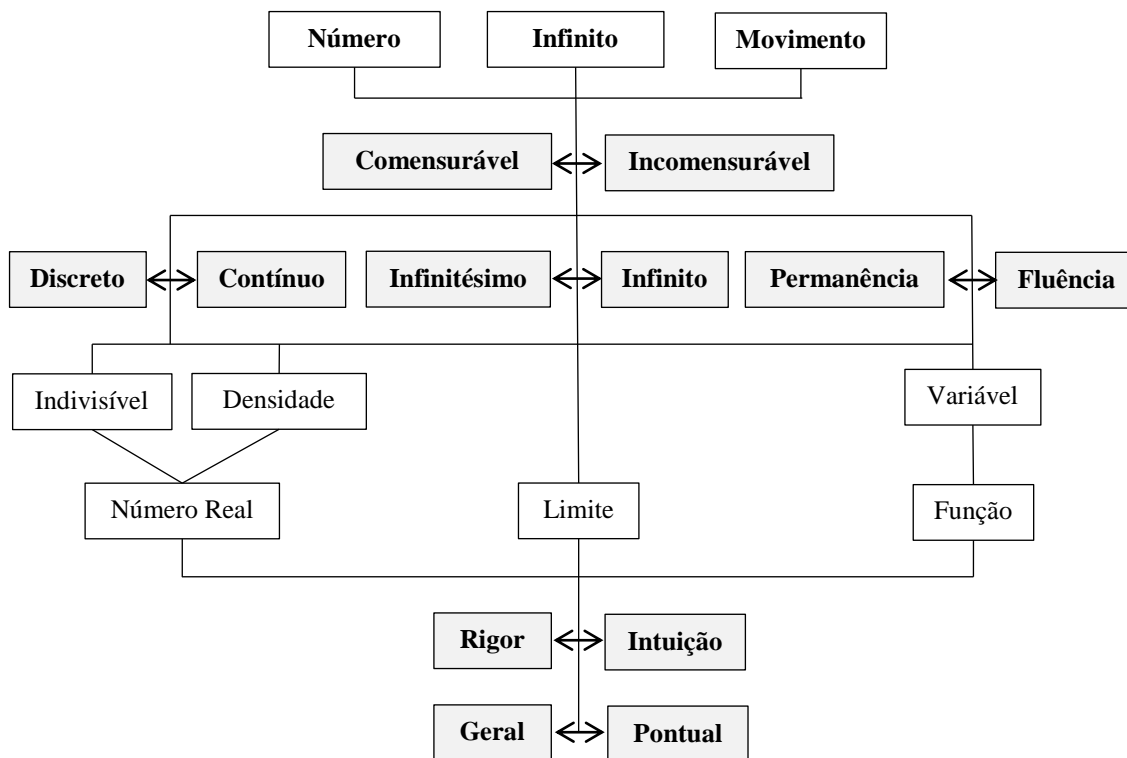 Número
Infinito
Movimento
Comensurável
Incomensurável
Discreto
Contínuo
Infinitésimo
Infinito
Permanência
Fluência
Indivisível
Densidade
Variável
Número Real
Limite
Função
Rigor
Intuição
Geral
Pontual